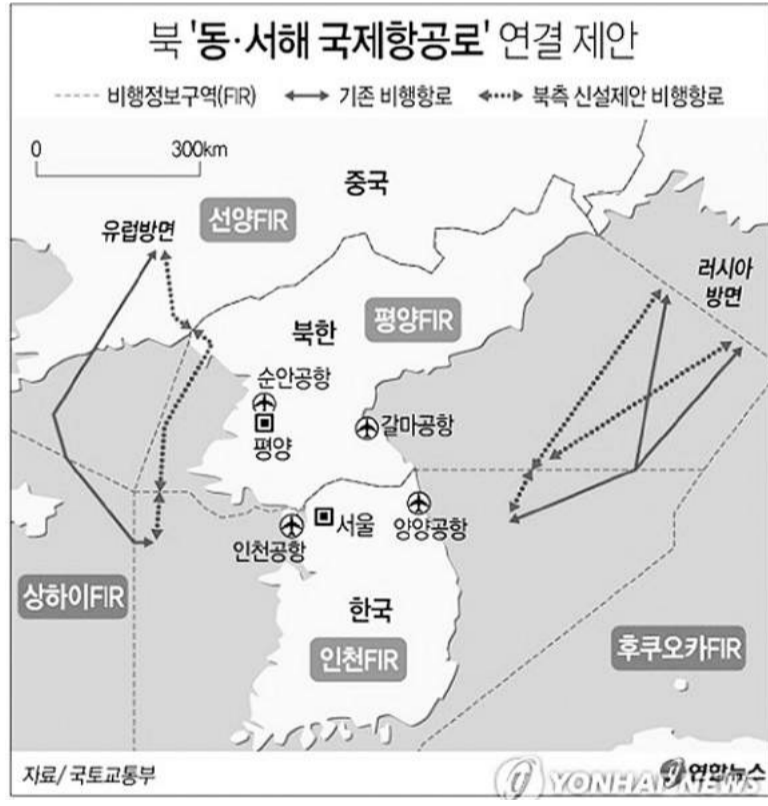 북 '동·서해 국제항공로' 연결 제안
비행정보구역(FIR) 기존 비행항로 북측 신설제안 비행항로
0 300km
중국
선양FIR
유럽방면
러시아
방면
평양FIR
북한
순안공항
갈마공항
평양
서울
양양공항
인천공항
상하이FIR
한국
인천FIR
후쿠오카FIR
자료/ 국토교통부
연합뉴스
YONHAP NEWS